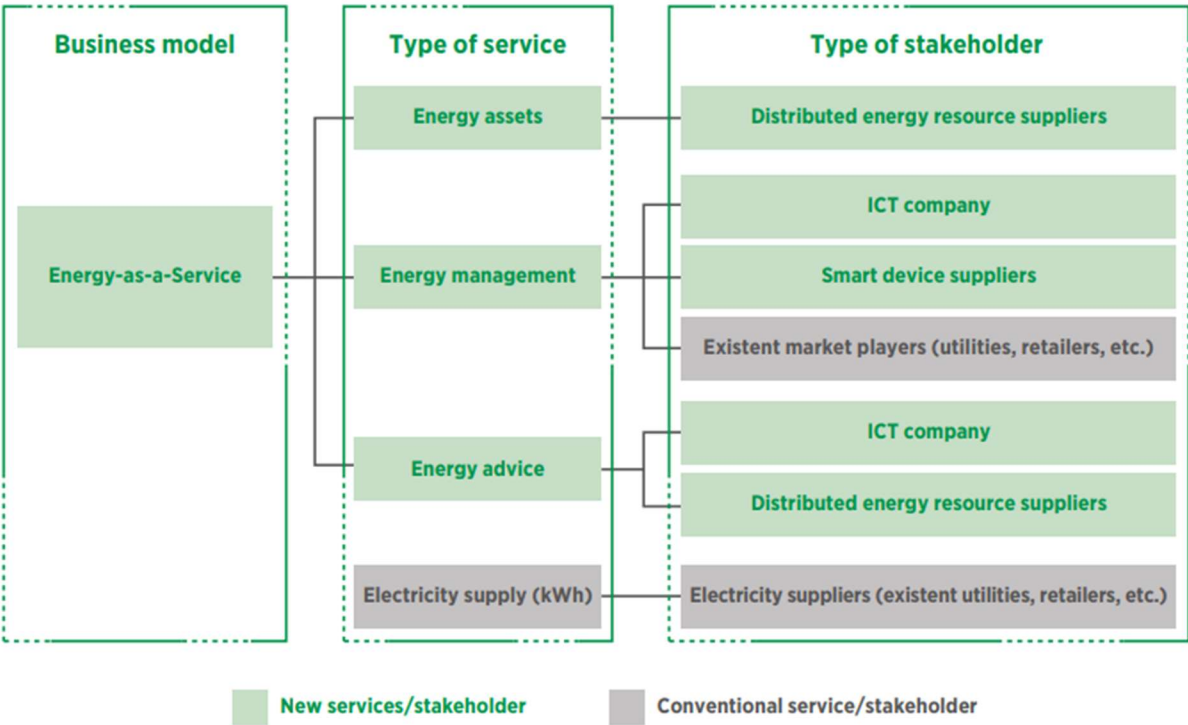 Business model
Type of service
Type of stakeholder
Energy assets
Distributed energy resource suppliers
ICT company
Energy-as-a-Service
Energy management
Smart device suppliers
Existent market players (utilities, retailers, etc.)
ICT company
Energy advice
Distributed energy resource suppliers
Electricity supply (kWh)
Electricity suppliers (existent utilities, retailers, etc.)
New services/stakeholder
Conventional service/stakeholder